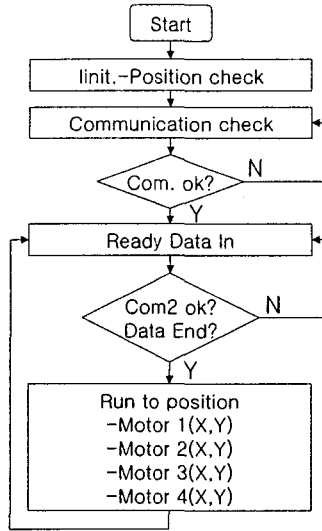 Start
Iinit.-Position check
Communication check
Com. ok?
N
Y
Ready Data In
Com2 ok?
Data End?
N
Y
Run to position
-Motor 1(X,Y)
-Motor 2(X,Y)
-Motor 3(X,Y)
-Motor 4(X,Y)